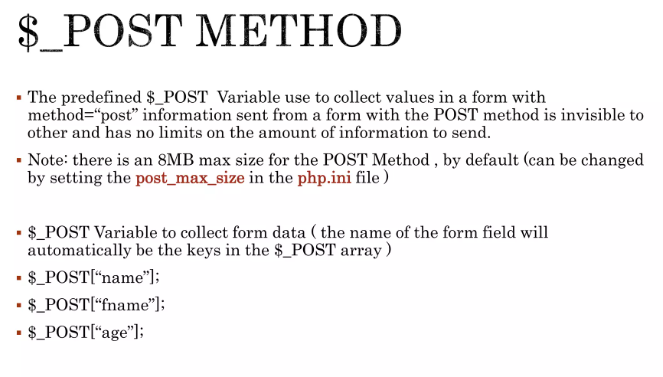 $_POST METHOD
▪ The predefined $_POST Variable use to collect values in a form with
method=“post” information sent from a form with the POST method is invisible to
other and has no limits on the amount of information to send.
▪ Note: there is an 8MB max size for the POST Method , by default (can be changed
by setting the post_max_size in the php.ini file )
▪ $_POST Variable to collect form data ( the name of the form field will
automatically be the keys in the $_POST array )
▪ $_POST[“name”];
▪ $_POST[“fname”];
▪ $_POST[“age”];